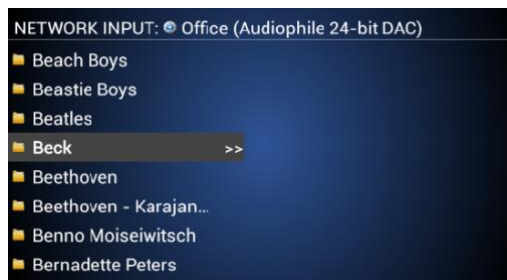 NETWORK INPUT: Office (Audiophile 24-bit DAC)
Beach Boys
Beastie Boys
Beatles
Beck >>
Beethoven
Beethoven - Karajan...
Benno Moiseiwitsch
Bernadette Peters